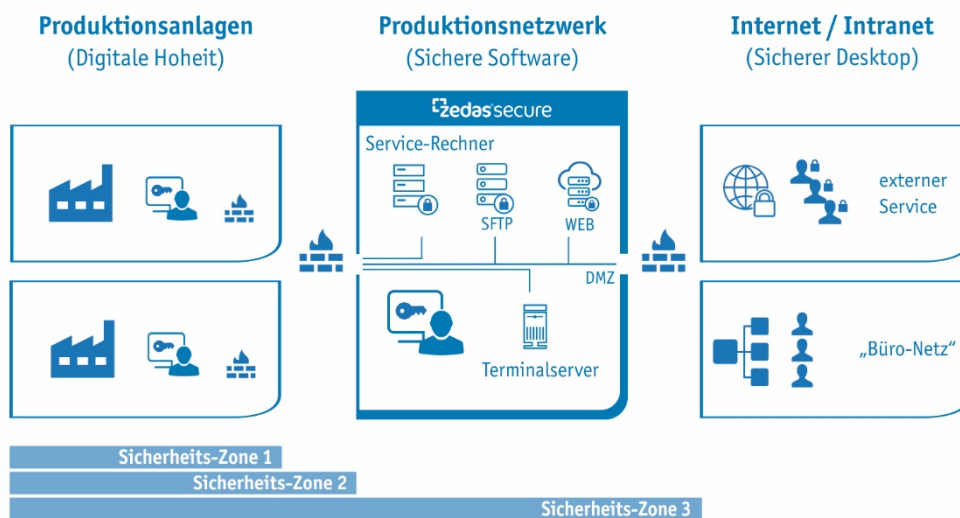 Produktionsanlagen
(Digitale Hoheit)
Produktionsnetzwerk
(Sichere Software)
Internet / Intranet
(Sicherer Desktop)
zedas®secure
Service-Rechner
SFTP
WEB
DMZ
Terminalserver
externer
Service
„Büro-Netz“
Sicherheits-Zone 1
Sicherheits-Zone 2
Sicherheits-Zone 3